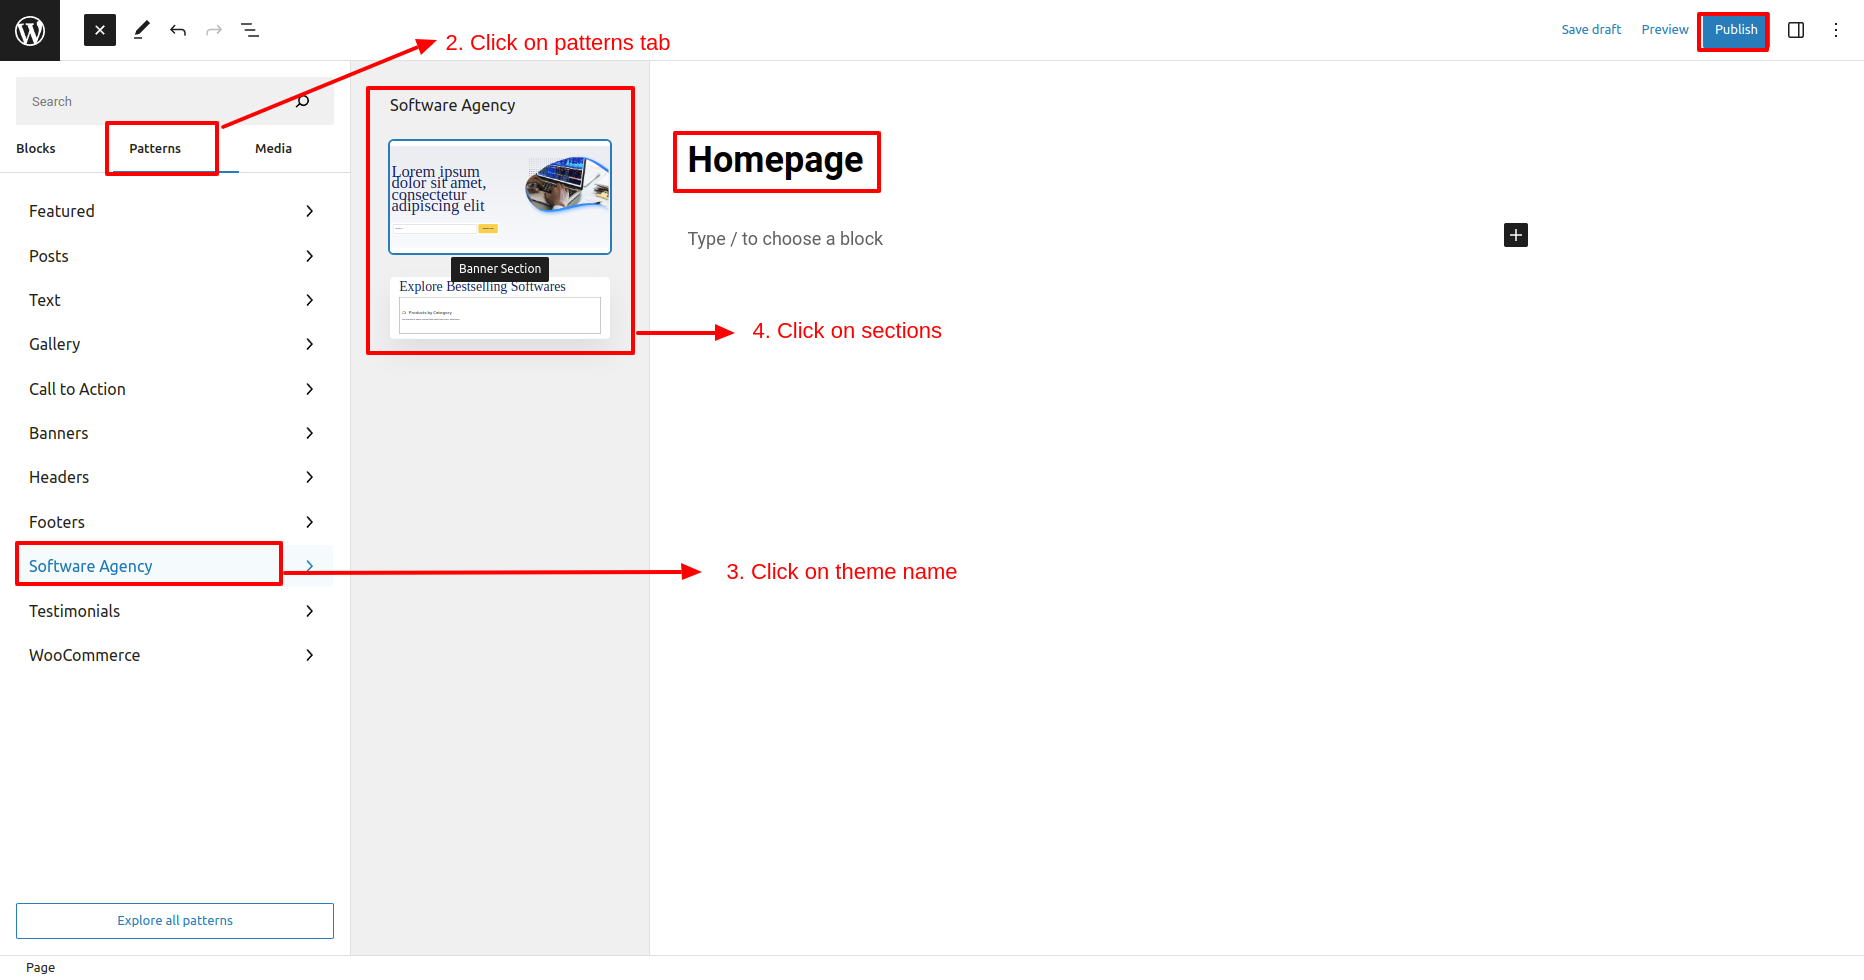 Save draft
Preview
Publish
2. Click on patterns tab
Search
Blocks
Patterns
Media
Featured
Posts
Text
Gallery
Call to Action
Banners
Headers
Footers
Software Agency
Testimonials
WooCommerce
Explore all patterns
Page
Software Agency
Lorem ipsum
dolor sit amet,
consectetur
adipiscing elit
Banner Section
Explore Bestselling Softwares
Products by Category
Homepage
Type / to choose a block
4. Click on sections
3. Click on theme name